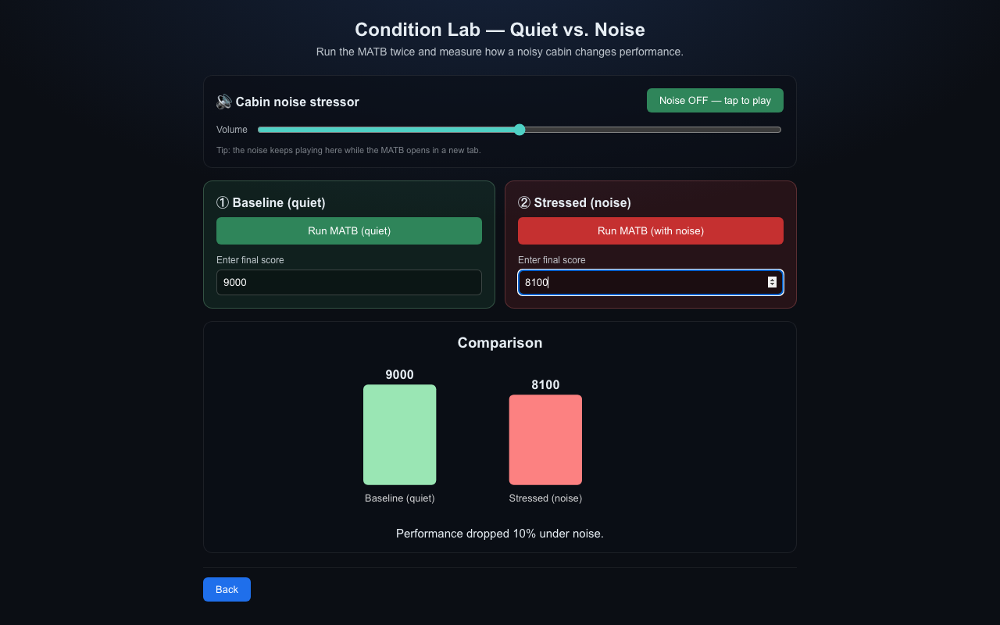 Condition Lab — Quiet vs. Noise
Run the MATB twice and measure how a noisy cabin changes performance.
🔊 Cabin noise stressor
Noise OFF — tap to play
Volume
Tip: the noise keeps playing here while the MATB opens in a new tab.
① Baseline (quiet)
Run MATB (quiet)
Enter final score
9000
② Stressed (noise)
Run MATB (with noise)
Enter final score
8100
Comparison
9000
8100
Baseline (quiet)
Stressed (noise)
Performance dropped 10% under noise.
Back